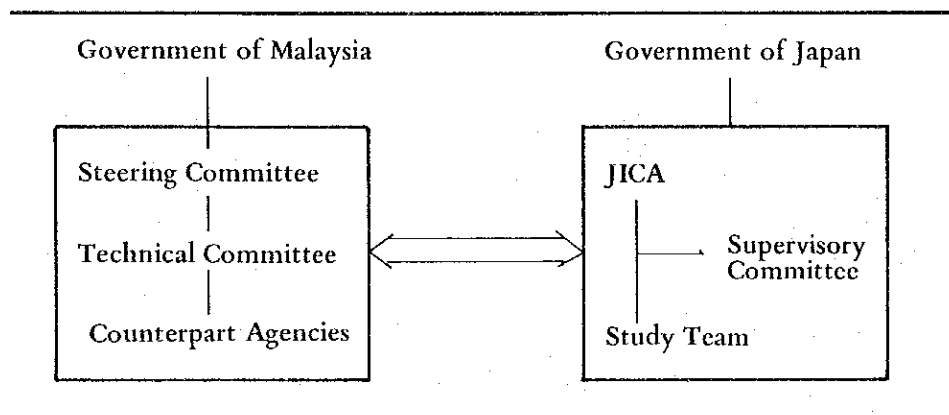 Government of Malaysia
Government of Japan
Steering Committee
Technical Committee
Counterpart Agencies
JICA
Supervisory
Committee
Study Team